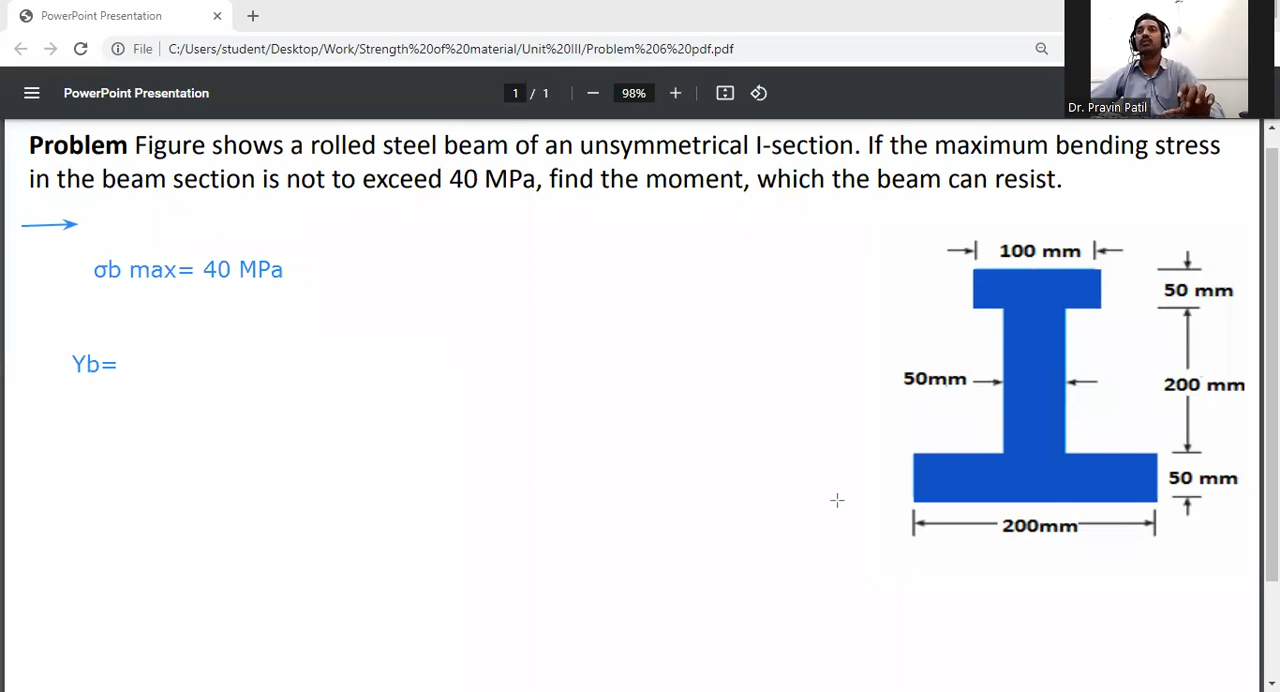 PowerPoint Presentation
File
C:/Users/student/Desktop/Work/Strength%20of%20material/Unit%20III/Problem%206%20pdf.pdf
PowerPoint Presentation
1 / 1
98%
Dr. Pravin Patil
Problem Figure shows a rolled steel beam of an unsymmetrical I-section. If the maximum bending stress
in the beam section is not to exceed 40 MPa, find the moment, which the beam can resist.
σb max= 40 MPa
Yb=
100 mm
50 mm
50mm
200 mm
50 mm
200mm